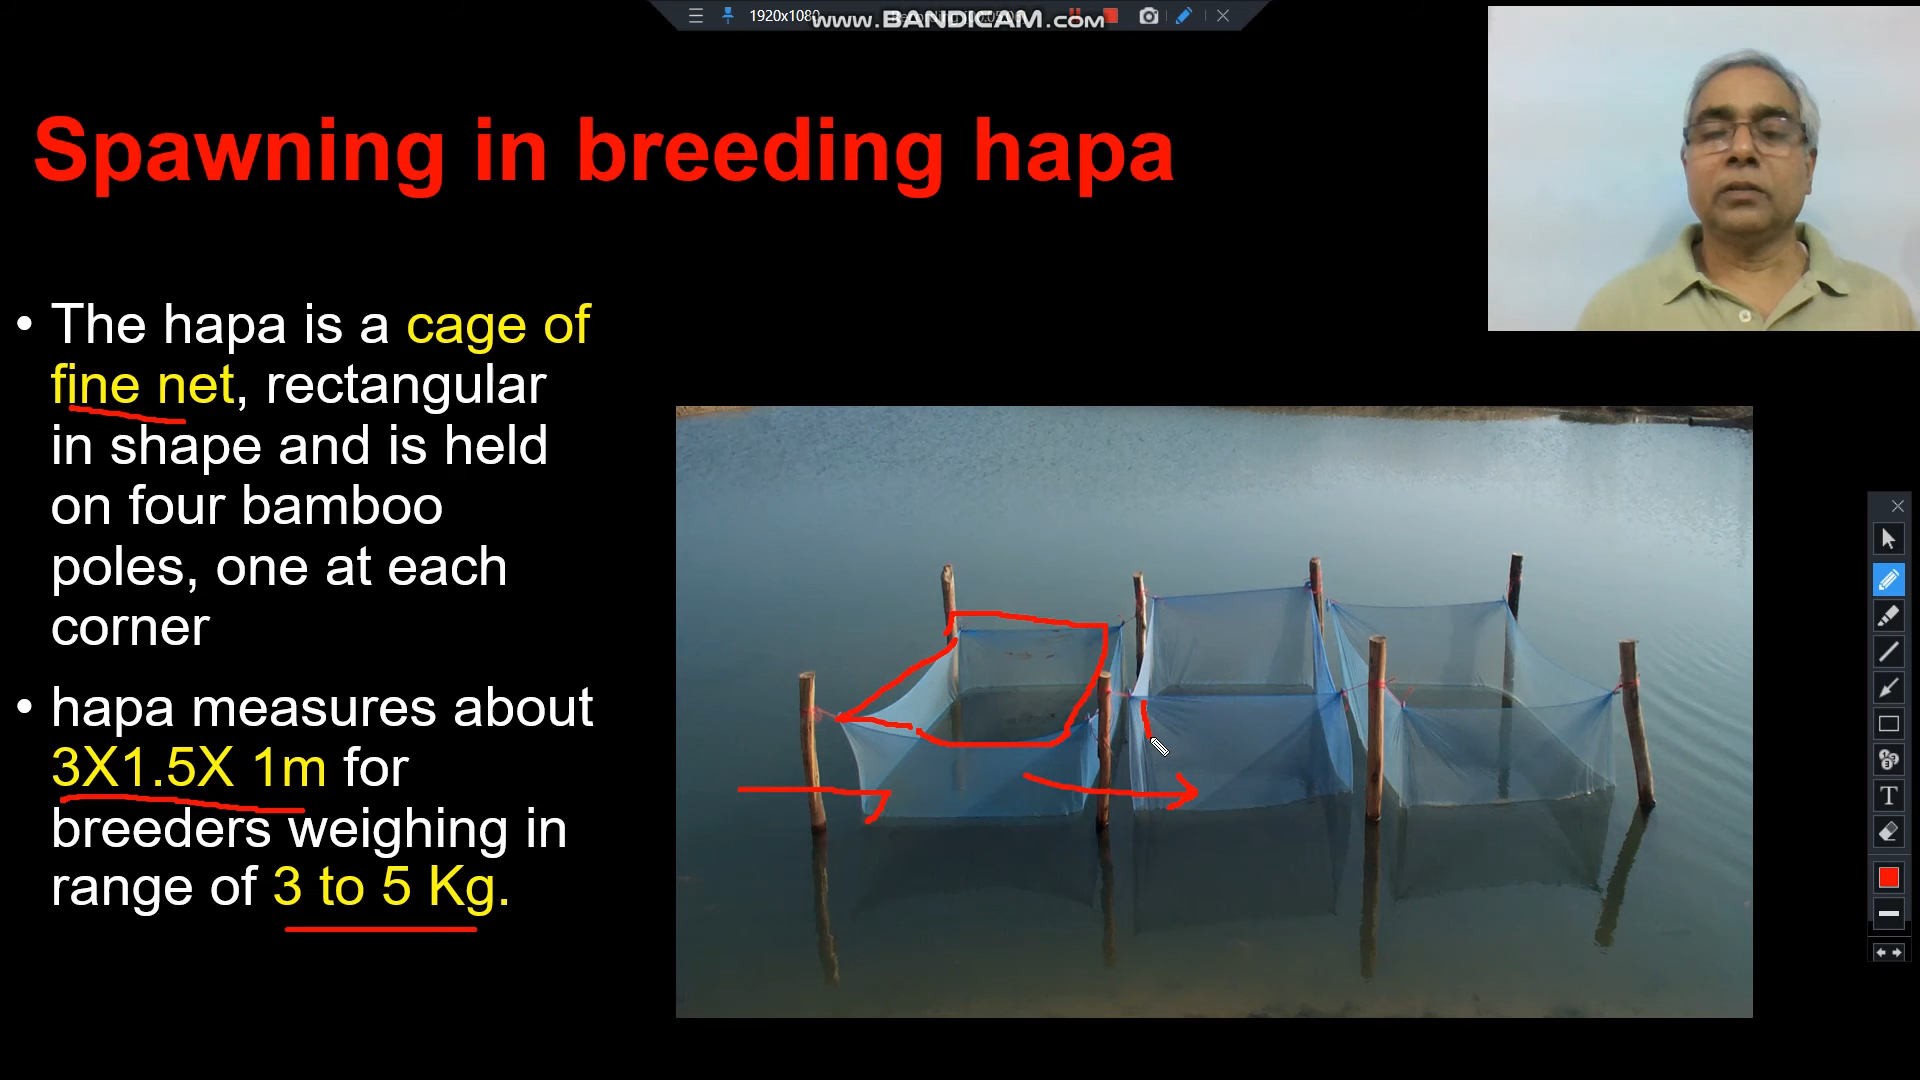 1920x1080
www.BANDICAM.com
Spawning in breeding hapa
• The hapa is a cage of
fine net, rectangular
in shape and is held
on four bamboo
poles, one at each
corner
• hapa measures about
3X1.5X 1m for
breeders weighing in
range of 3 to 5 Kg.
T